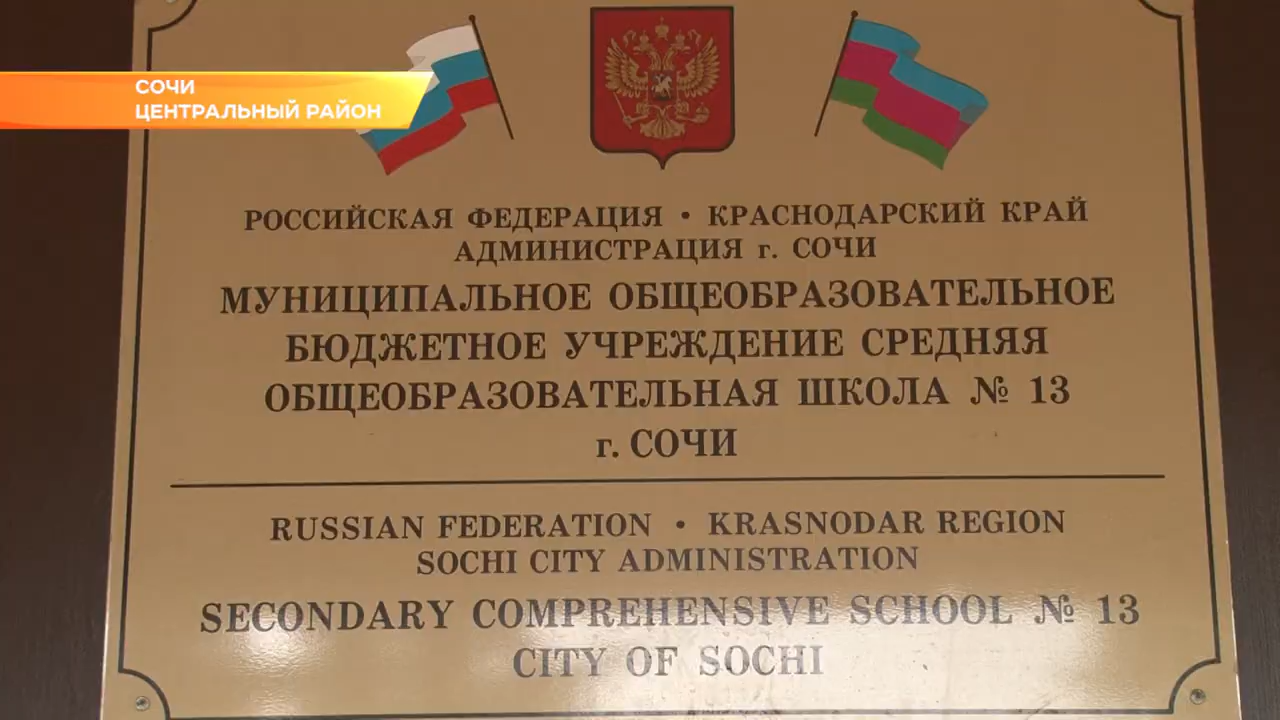 СОЧИ
ЦЕНТРАЛЬНЫЙ РАЙОН
РОССИЙСКАЯ ФЕДЕРАЦИЯ • КРАСНОДАРСКИЙ КРАЙ
АДМИНИСТРАЦИЯ г. СОЧИ
МУНИЦИПАЛЬНОЕ ОБЩЕОБРАЗОВАТЕЛЬНОЕ
БЮДЖЕТНОЕ УЧРЕЖДЕНИЕ СРЕДНЯЯ
ОБЩЕОБРАЗОВАТЕЛЬНАЯ ШКОЛА № 13
г. СОЧИ
RUSSIAN FEDERATION • KRASNODAR REGION
SOCHI CITY ADMINISTRATION
SECONDARY COMPREHENSIVE SCHOOL № 13
CITY OF SOCHI